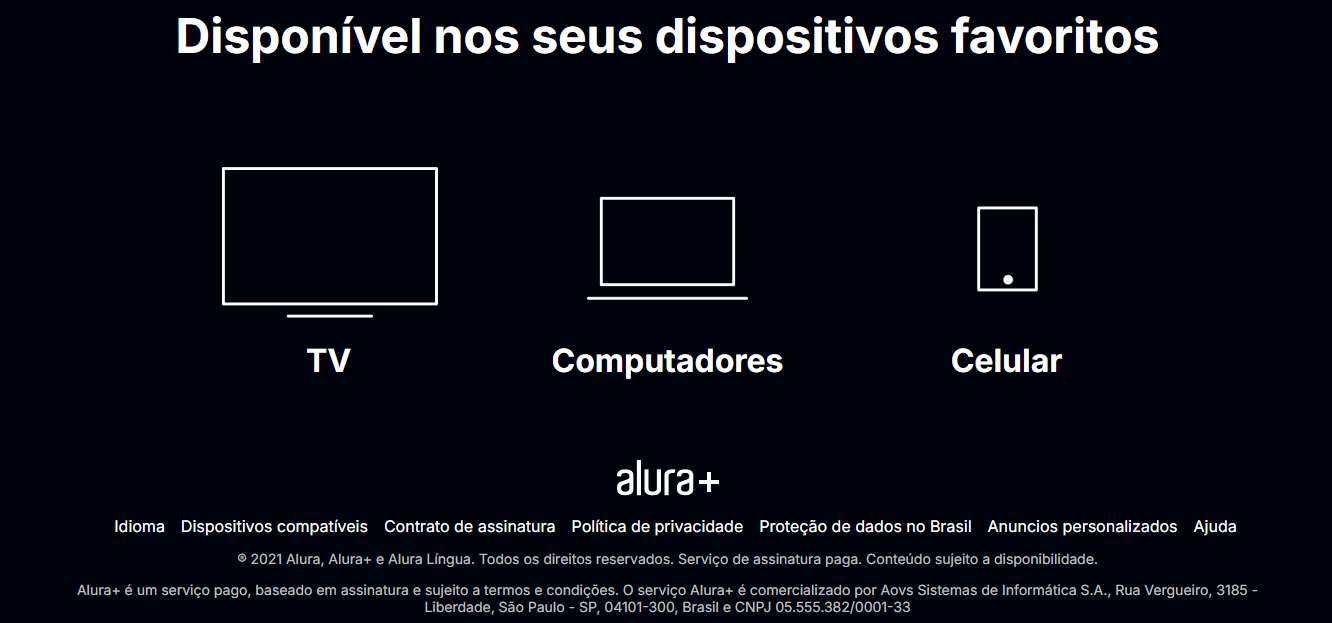 Disponível nos seus dispositivos favoritos
TV
Computadores
Celular
alura+
Idioma Dispositivos compatíveis Contrato de assinatura Política de privacidade Proteção de dados no Brasil Anuncios personalizados Ajuda
® 2021 Alura, Alura+ e Alura Língua. Todos os direitos reservados. Serviço de assinatura paga. Conteúdo sujeito a disponibilidade.
Alura+ é um serviço pago, baseado em assinatura e sujeito a termos e condições. O serviço Alura+ é comercializado por Aovs Sistemas de Informática S.A., Rua Vergueiro, 3185 -
Liberdade, São Paulo - SP, 04101-300, Brasil e CNPJ 05.555.382/0001-33